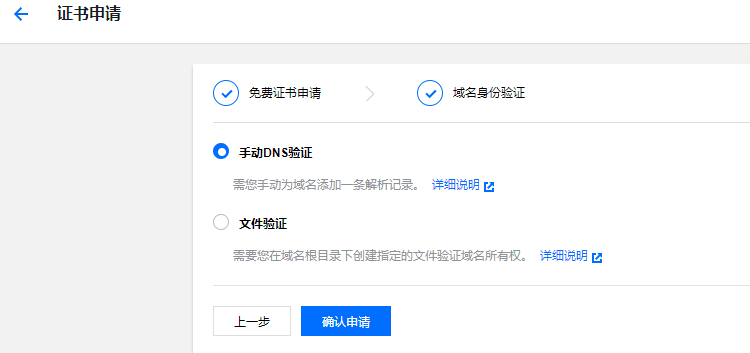 证书申请
免费证书申请 域名身份验证
手动DNS验证
需您手动为域名添加一条解析记录。 详细说明
文件验证
需要您在域名根目录下创建指定的文件验证域名所有权。 详细说明
上一步 确认申请